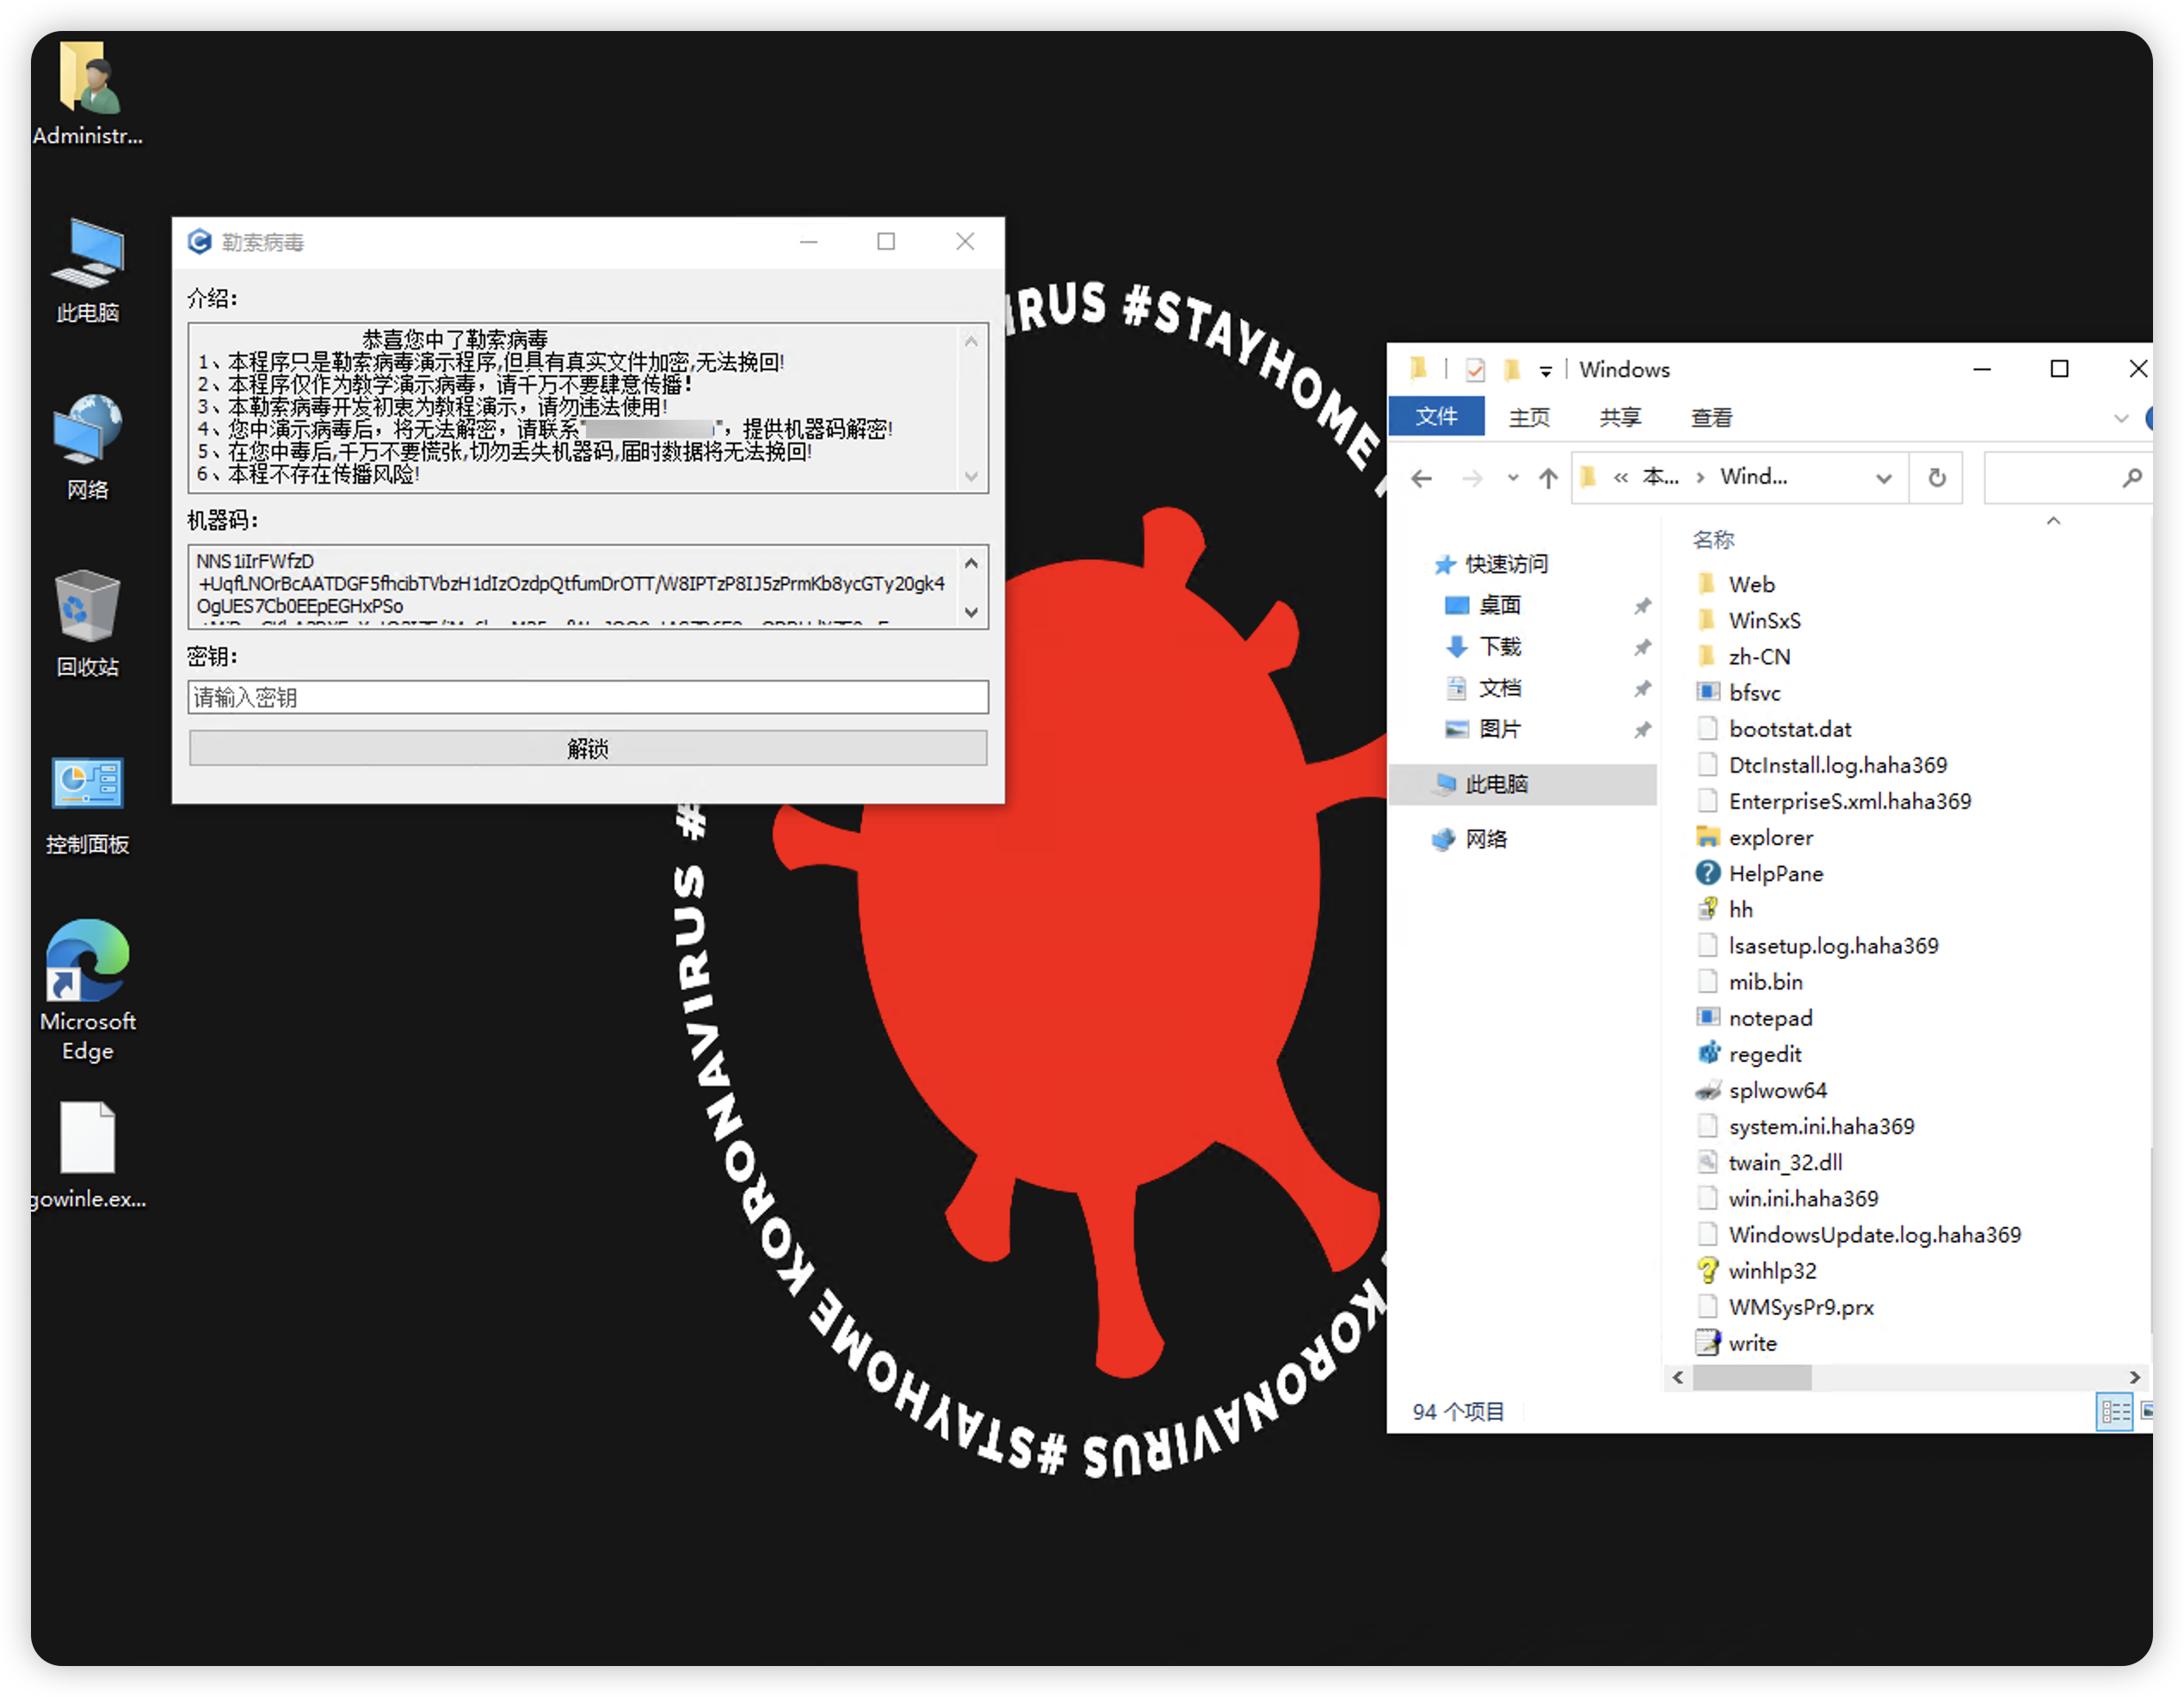 Administr...
此电脑
网络
回收站
控制面板
Microsoft
Edge
gowinle.ex...
勒索病毒
介绍：
恭喜您中了勒索病毒
1、本程序只是勒索病毒演示程序,但具有真实文件加密,无法挽回!
2、本程序仅作为教学演示病毒，请千万不要肆意传播！
3、本勒索病毒开发初衷为教程演示，请勿违法使用!
4、您中演示病毒后，将无法解密，请联系" "，提供机器码解密!
5、在您中毒后,千万不要慌张,切勿丢失机器码,届时数据将无法挽回!
6、本程不存在传播风险!
机器码：
NNS1iIrFWfzD
+UqfLNOrBcAATDGF5fhcibTVbzH1dIzOzdpQtfumDrOTT/W8IPTzP8IJ5zPrmKb8ycGTy20gk4
OgUES7Cb0EEpEGHxPSo
密钥：
请输入密钥
解锁
IRUS #STAYHOME
KORONAVIRUS #STAYHOME KORONAVIRUS #
Windows
文件 主页 共享 查看
« 本... › Wind...
快速访问
桌面
下载
文档
图片
此电脑
网络
名称
Web
WinSxS
zh-CN
bfsvc
bootstat.dat
DtcInstall.log.haha369
EnterpriseS.xml.haha369
explorer
HelpPane
hh
lsasetup.log.haha369
mib.bin
notepad
regedit
splwow64
system.ini.haha369
twain_32.dll
win.ini.haha369
WindowsUpdate.log.haha369
winhlp32
WMSysPr9.prx
write
94 个项目